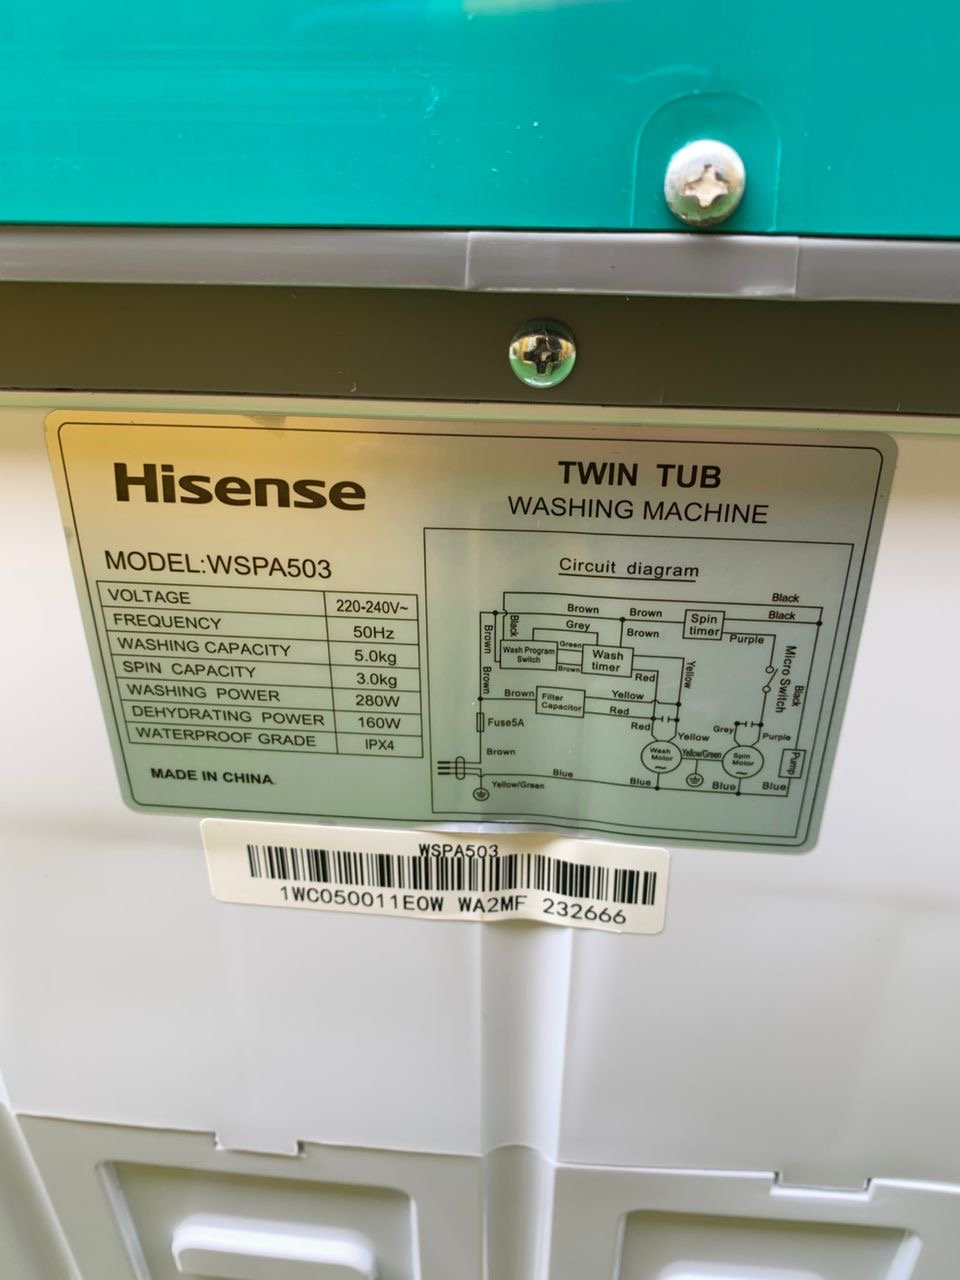 Hisense
TWIN TUB
WASHING MACHINE
MODEL:WSPA503
VOLTAGE 220-240V~
FREQUENCY 50Hz
WASHING CAPACITY 5.0kg
SPIN CAPACITY 3.0kg
WASHING POWER 280W
DEHYDRATING POWER 160W
WATERPROOF GRADE IPX4
MADE IN CHINA.
Circuit diagram
Black
Brown Brown Black
Grey Brown
Spin
timer
Purple
Black
Brown
Wash Program
Switch
Green
Brown
Wash
timer
Red
Yellow
Micro Switch
Black
Brown
Brown
Filter
Capacitor
Yellow
Red
Fuse5A
Red
Yellow
Grey
Purple
Brown
Wash
Motor
~
Yellow/Green
Spin
Motor
~
Pump
Blue
Blue
Blue
Blue
Yellow/Green
WSPA503
1WC050011E0W WA2MF 232666